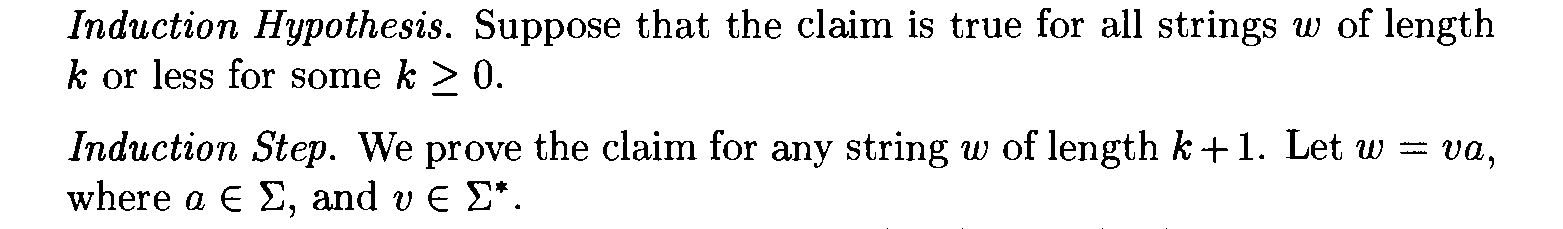 Induction Hypothesis. Suppose that the claim is true for all strings w of length
k or less for some k ≥ 0.
Induction Step. We prove the claim for any string w of length k + 1. Let w = va,
where a ∈ Σ, and v ∈ Σ*.